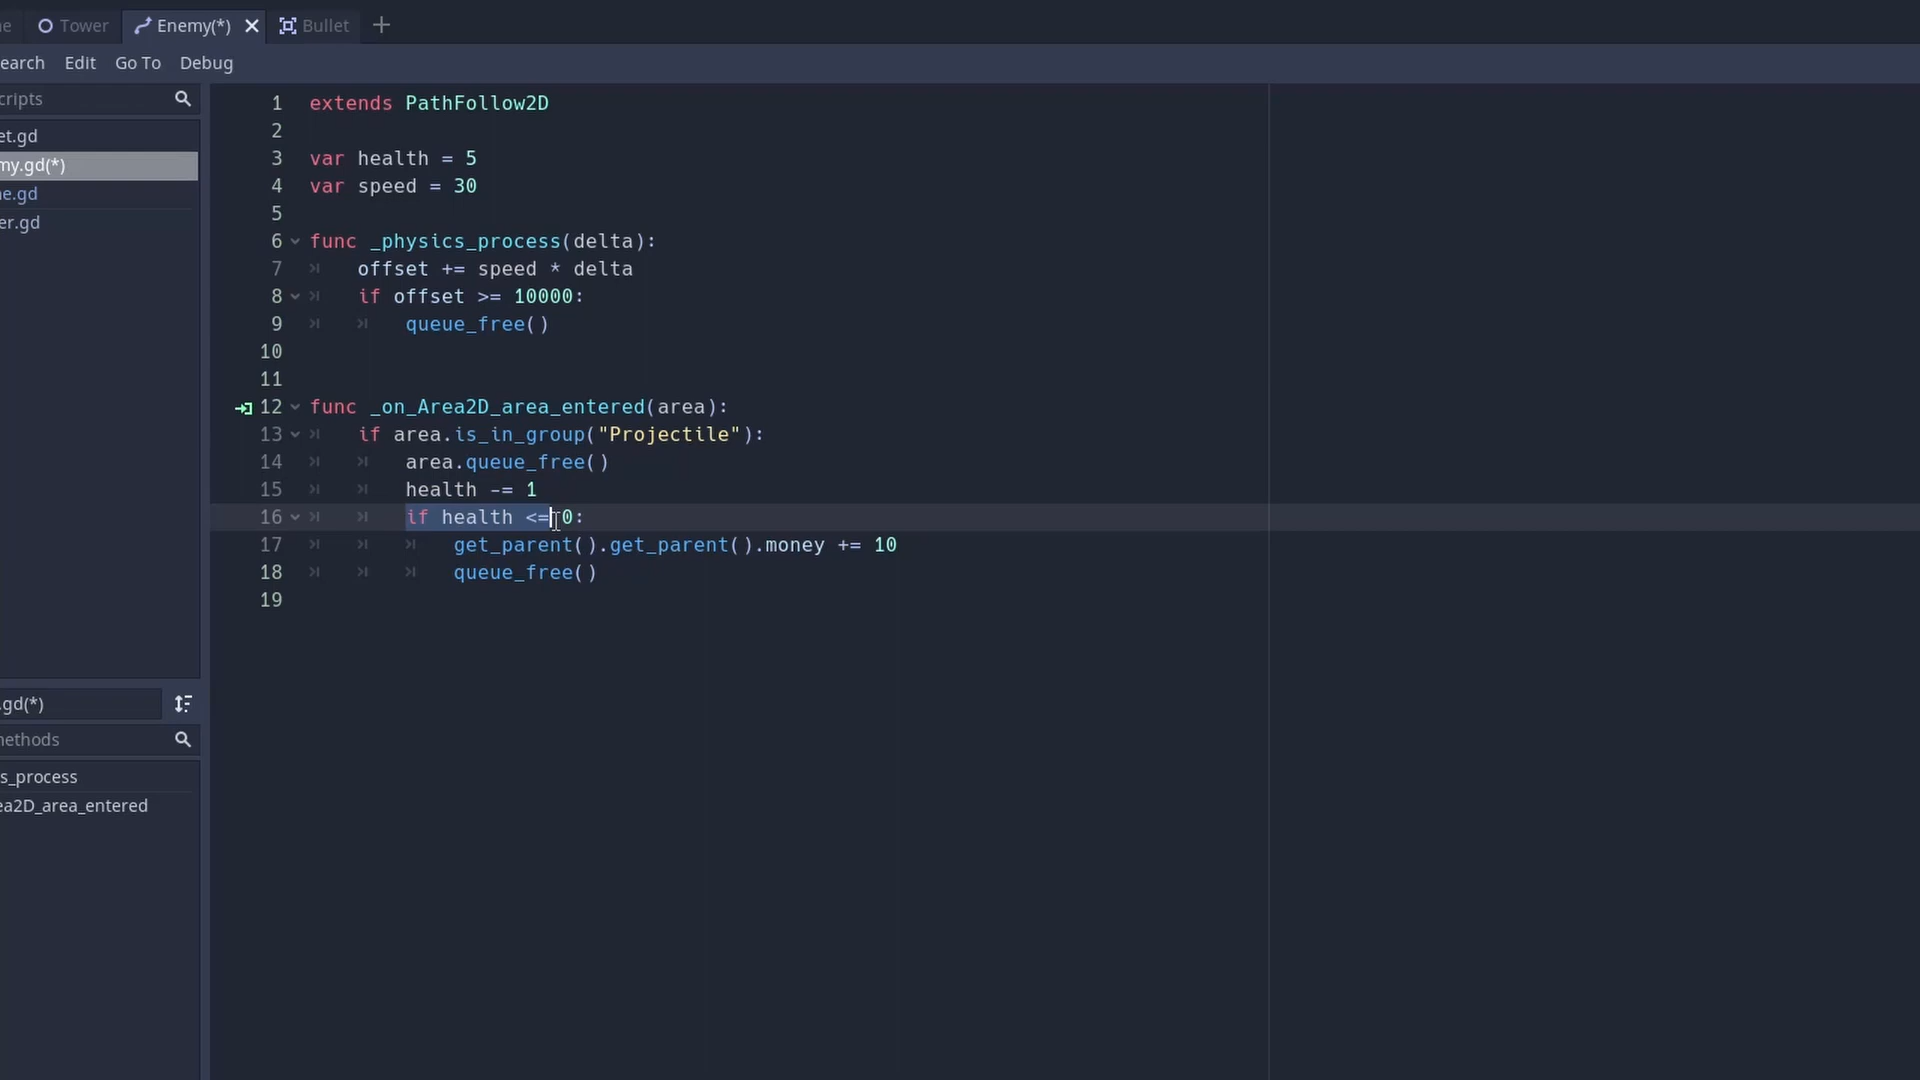 ne Tower Enemy(*) Bullet
earch Edit Go To Debug
cripts
et.gd
my.gd(*)
e.gd
er.gd
.gd(*)
nethods
s_process
ea2D_area_entered
1 extends PathFollow2D
2
3 var health = 5
4 var speed = 30
5
6 func _physics_process(delta):
7 offset += speed * delta
8 if offset >= 10000:
9 queue_free()
10
11
12 func _on_Area2D_area_entered(area):
13 if area.is_in_group("Projectile"):
14 area.queue_free()
15 health -= 1
16 if health <= 0:
17 get_parent().get_parent().money += 10
18 queue_free()
19